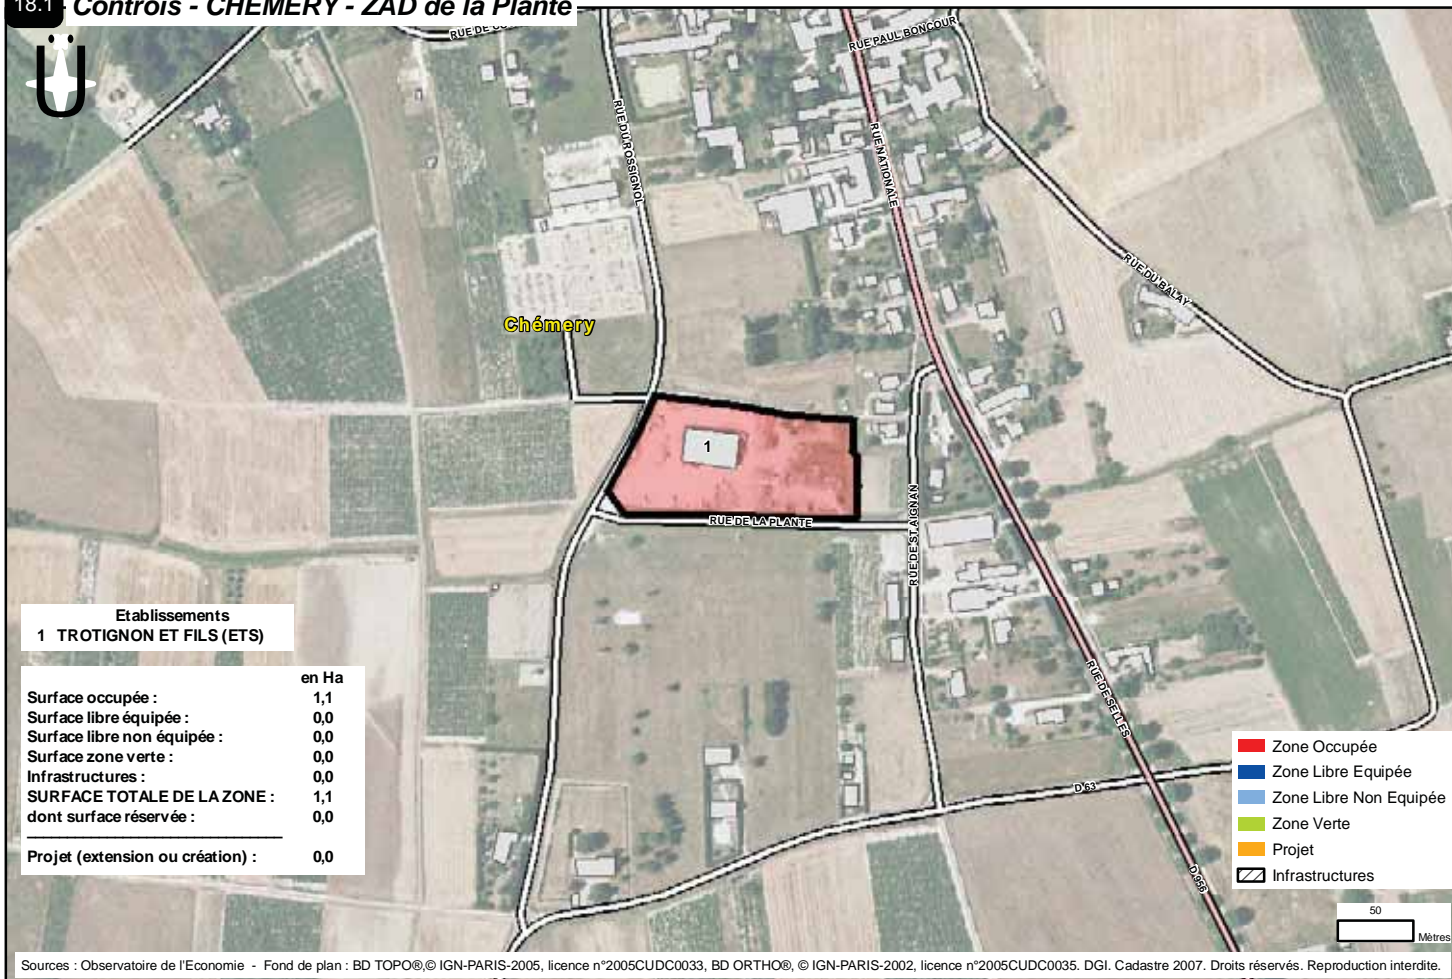 18.1 Controis - CHEMERY - ZAD de la Plante
Ü
RUE PAUL BONCOUR
RUE DU ROSSIGNOL
RUE NATIONALE
RUE DU BALAY
Chémery
1
RUE DE LA PLANTE
RUE DE ST AIGNAN
RUE DE SELLES
D 63
D 956
Etablissements
1 TROTIGNON ET FILS (ETS)
en Ha
Surface occupée : 1,1
Surface libre équipée : 0,0
Surface libre non équipée : 0,0
Surface zone verte : 0,0
Infrastructures : 0,0
SURFACE TOTALE DE LA ZONE : 1,1
dont surface réservée : 0,0
Projet (extension ou création) : 0,0
Zone Occupée
Zone Libre Equipée
Zone Libre Non Equipée
Zone Verte
Projet
Infrastructures
50
Mètres
Sources : Observatoire de l'Economie - Fond de plan : BD TOPO®,© IGN-PARIS-2005, licence n°2005CUDC0033, BD ORTHO®, © IGN-PARIS-2002, licence n°2005CUDC0035. DGI. Cadastre 2007. Droits réservés. Reproduction interdite.